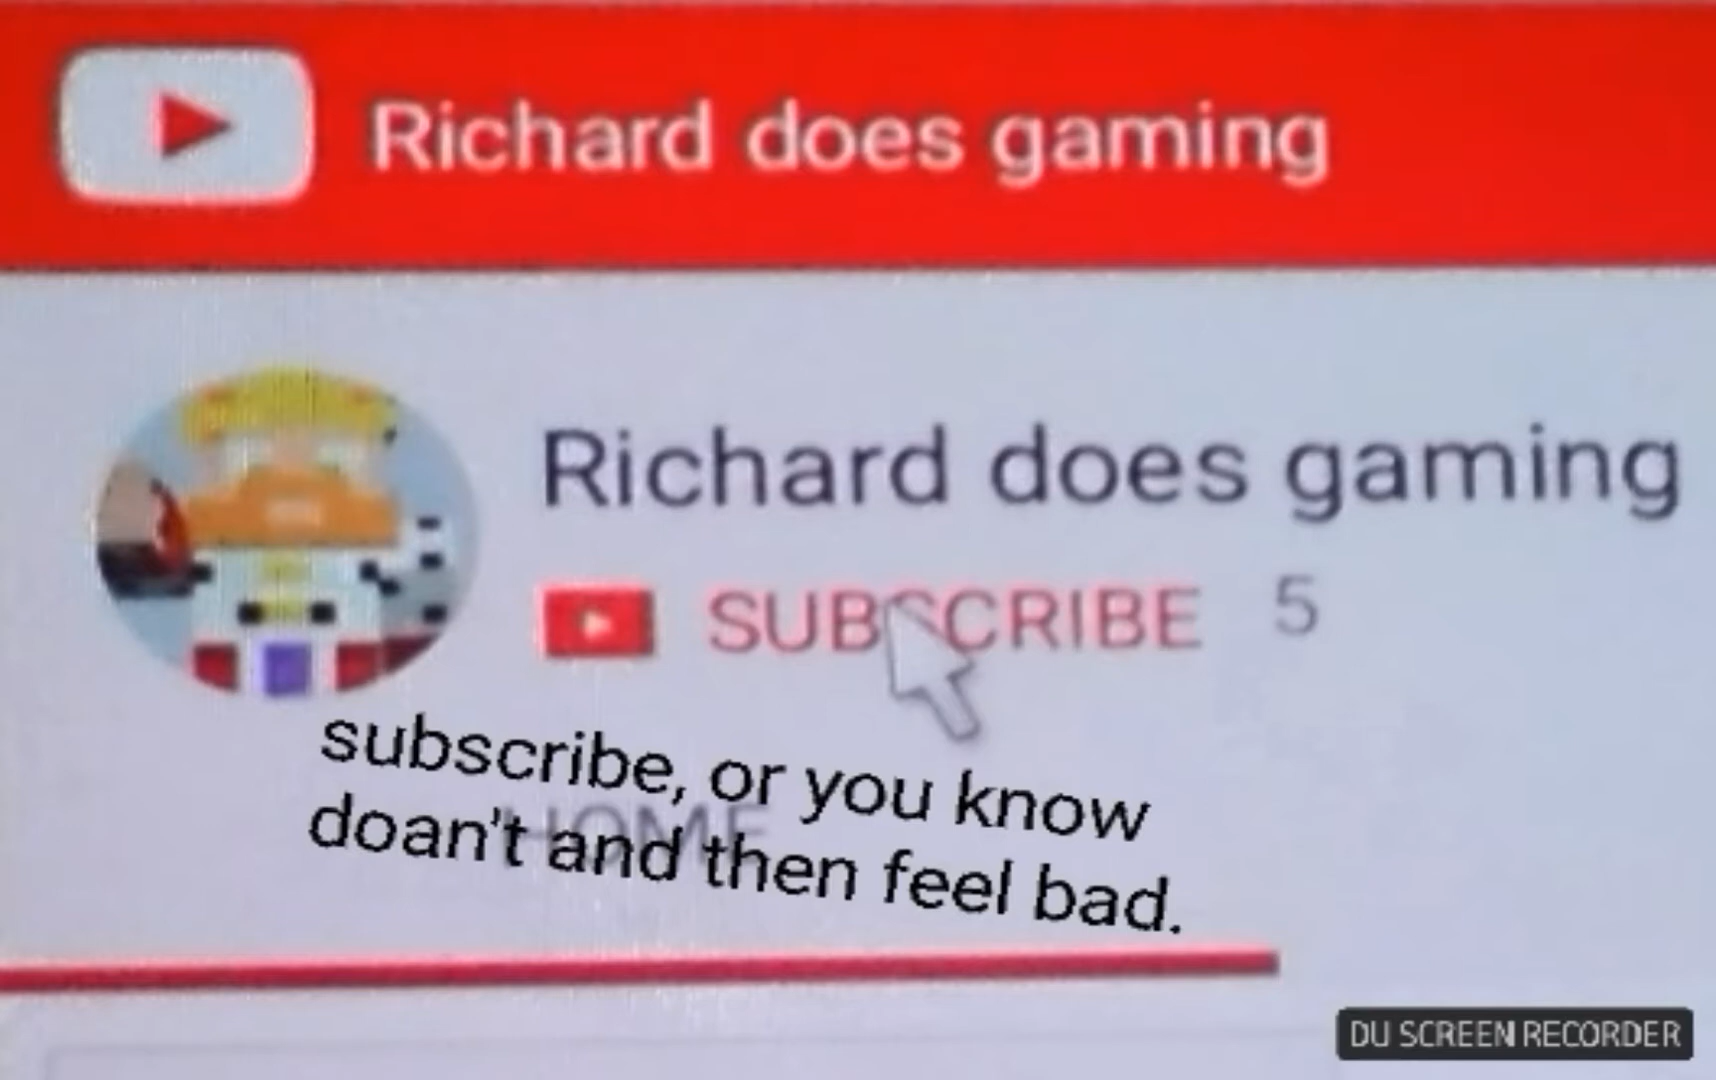 Richard does gaming
Richard does gaming
SUBSCRIBE 5
subscribe, or you know
HOME
doan't and then feel bad.
DU SCREEN RECORDER